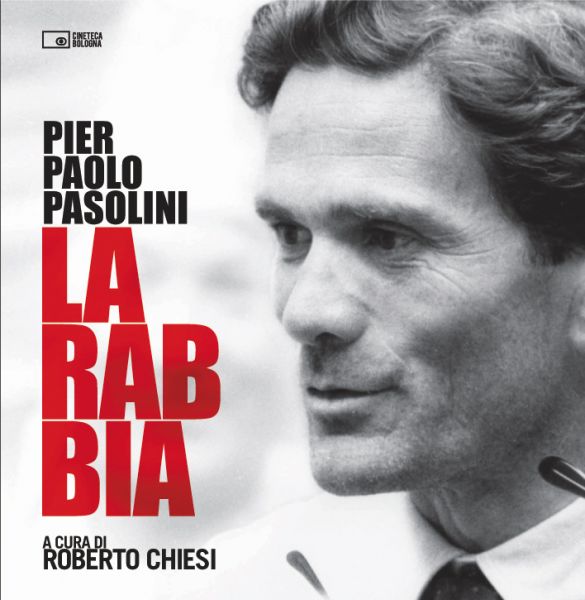 CINETECA
BOLOGNA
PIER
PAOLO
PASOLINI
LA
RAB
BIA
A CURA DI
ROBERTO CHIESI